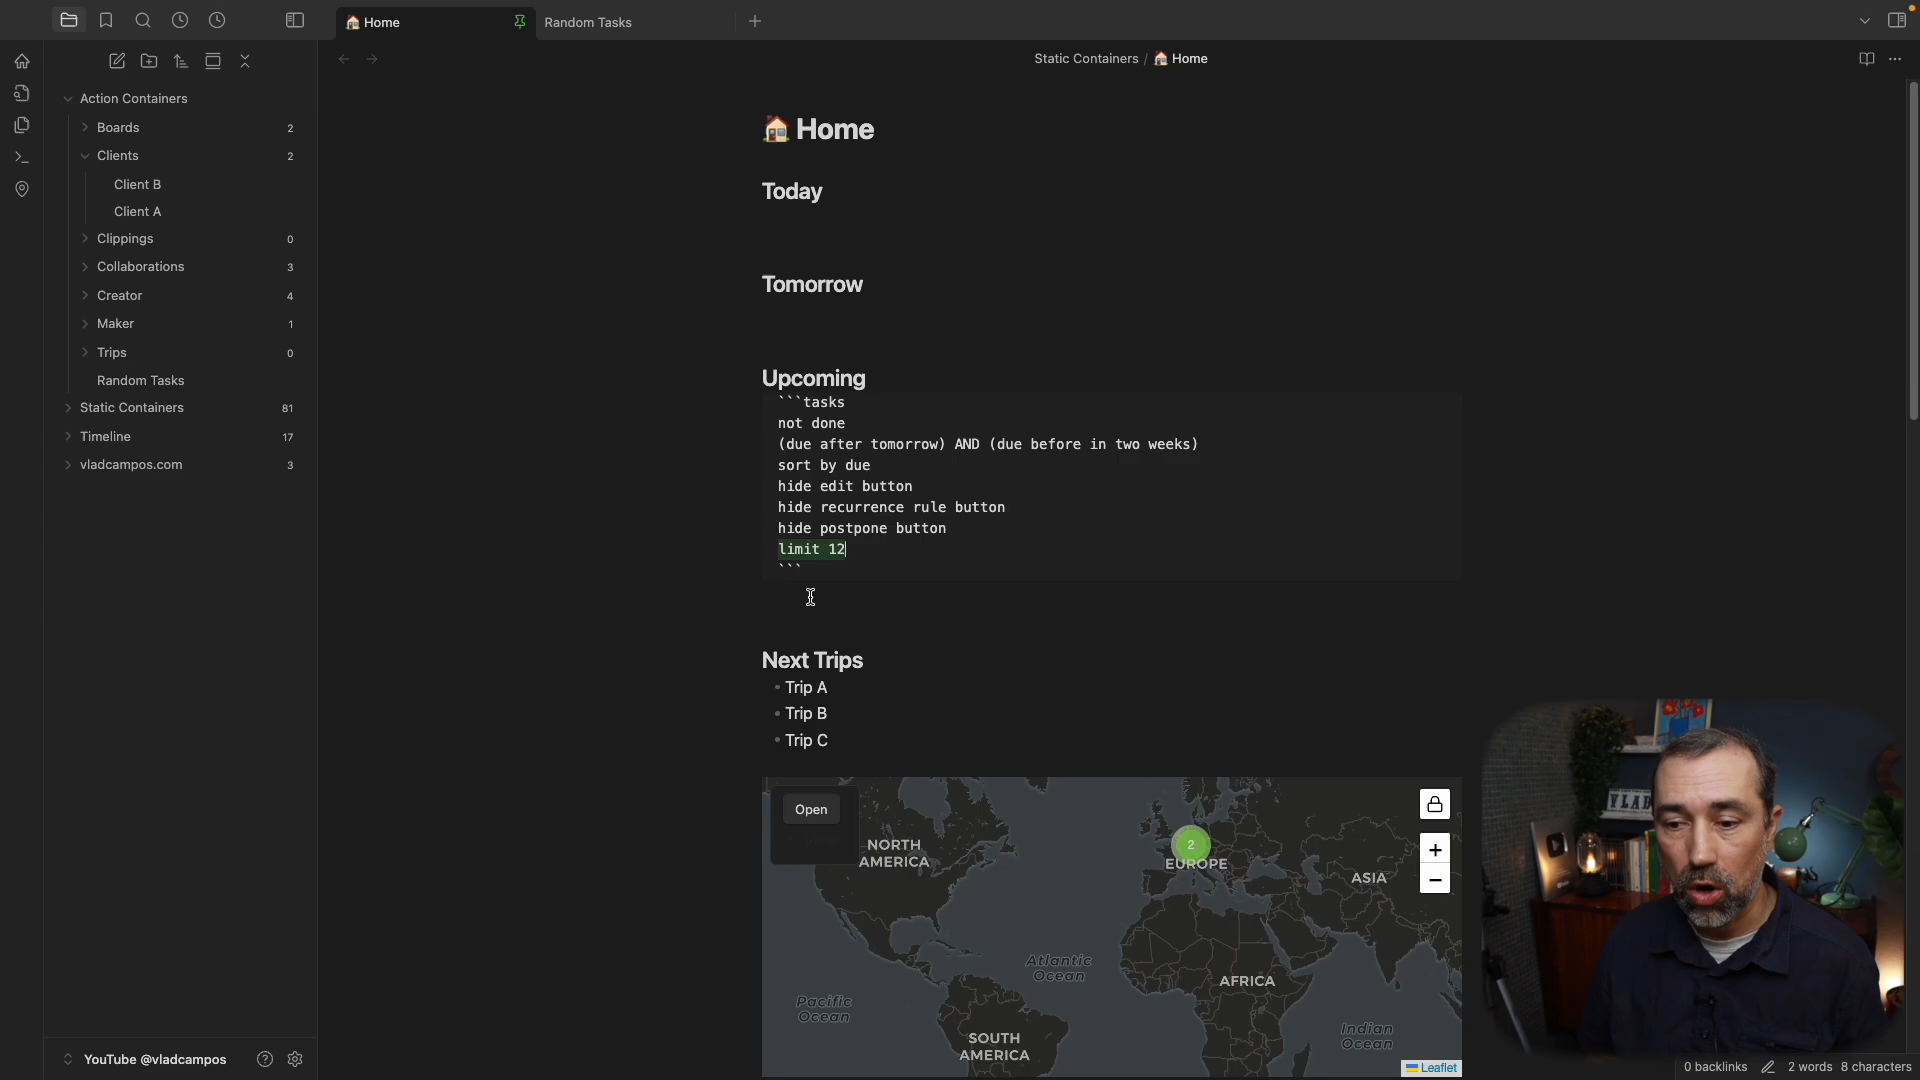 Home
Random Tasks
Static Containers / Home
Action Containers
Boards 2
Clients 2
Client B
Client A
Clippings 0
Collaborations 3
Creator 4
Maker 1
Trips 0
Random Tasks
Static Containers 81
Timeline 17
vladcampos.com 3
YouTube @vladcampos
Home
Today
Tomorrow
Upcoming
```tasks
not done
(due after tomorrow) AND (due before in two weeks)
sort by due
hide edit button
hide recurrence rule button
hide postpone button
limit 12
```
Next Trips
Trip A
Trip B
Trip C
Open
NORTH
AMERICA
2
EUROPE
ASIA
Atlantic
Ocean
AFRICA
Pacific
Ocean
Indian
Ocean
SOUTH
AMERICA
+
−
Leaflet
VLAD
0 backlinks 2 words 8 characters